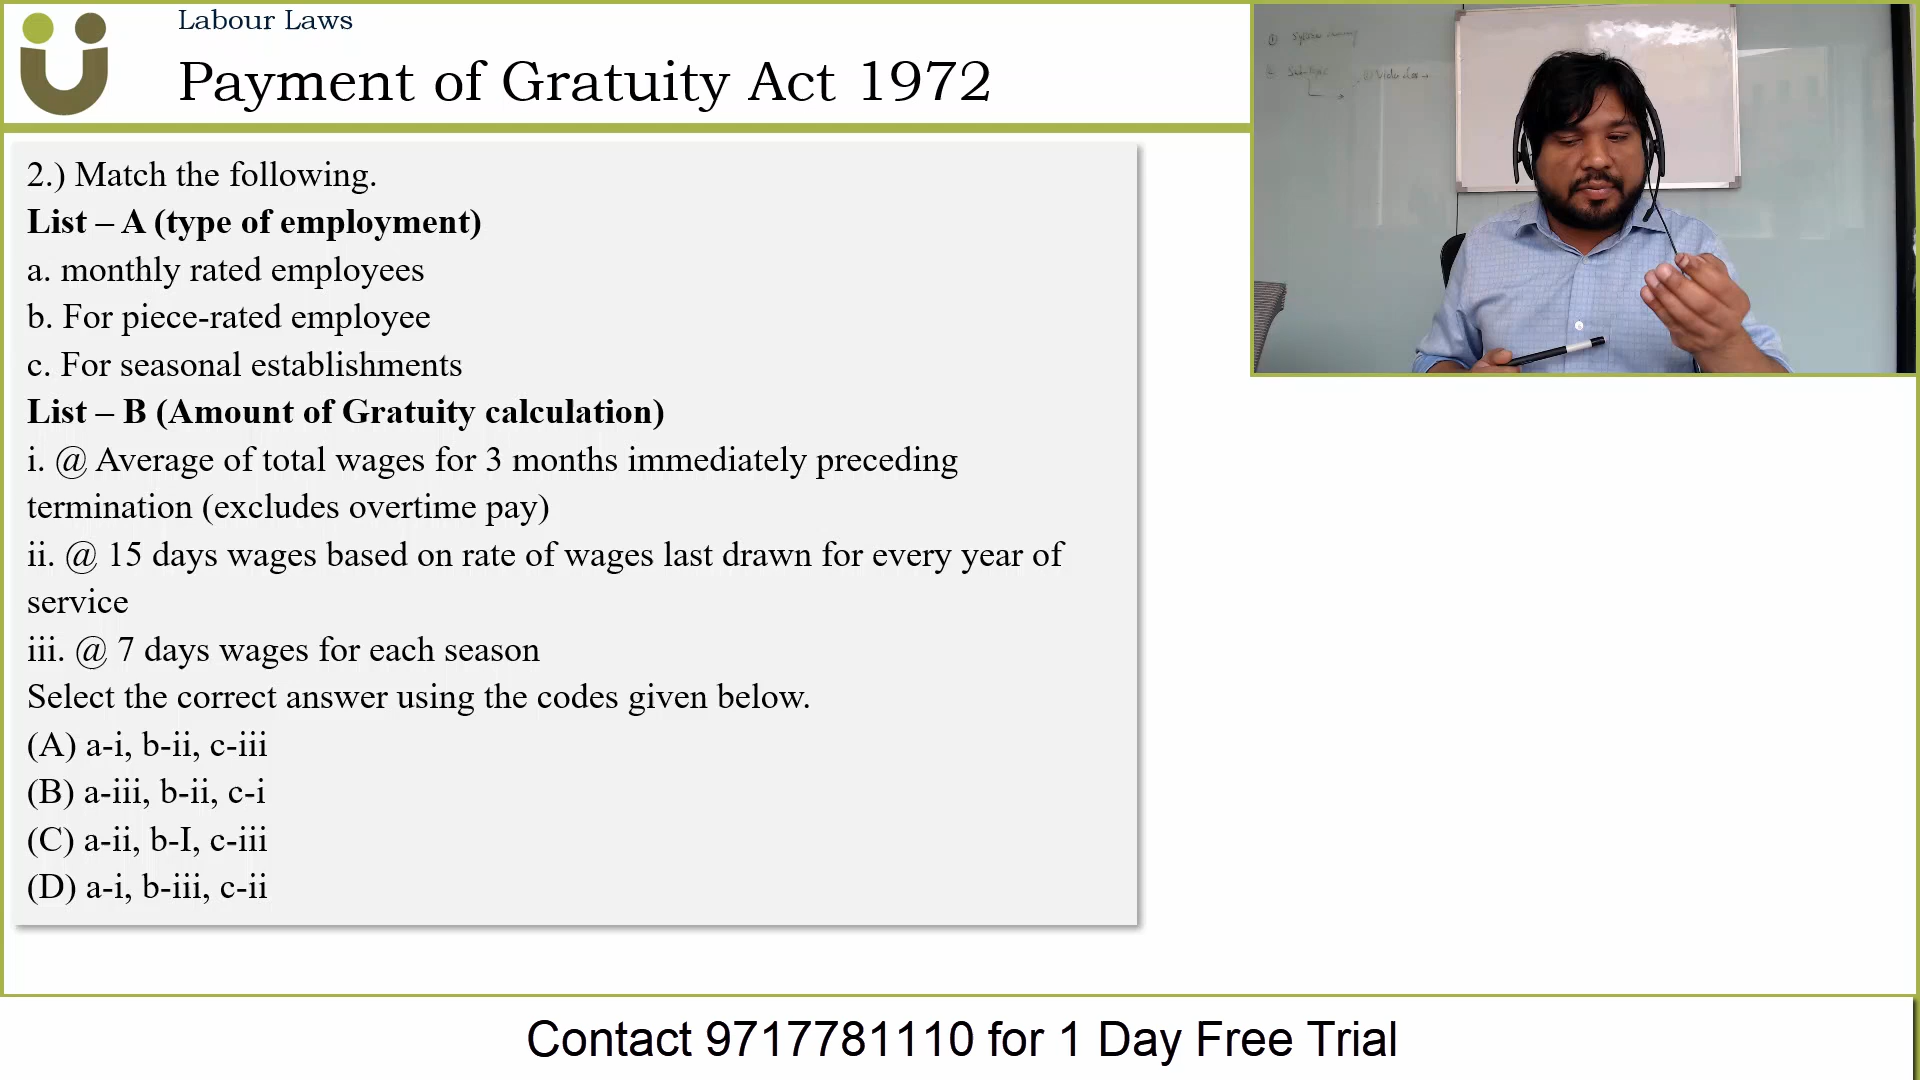 Labour Laws
Payment of Gratuity Act 1972
2.) Match the following.
List – A (type of employment)
a. monthly rated employees
b. For piece-rated employee
c. For seasonal establishments
List – B (Amount of Gratuity calculation)
i. @ Average of total wages for 3 months immediately preceding
termination (excludes overtime pay)
ii. @ 15 days wages based on rate of wages last drawn for every year of
service
iii. @ 7 days wages for each season
Select the correct answer using the codes given below.
(A) a-i, b-ii, c-iii
(B) a-iii, b-ii, c-i
(C) a-ii, b-I, c-iii
(D) a-i, b-iii, c-ii
Contact 9717781110 for 1 Day Free Trial